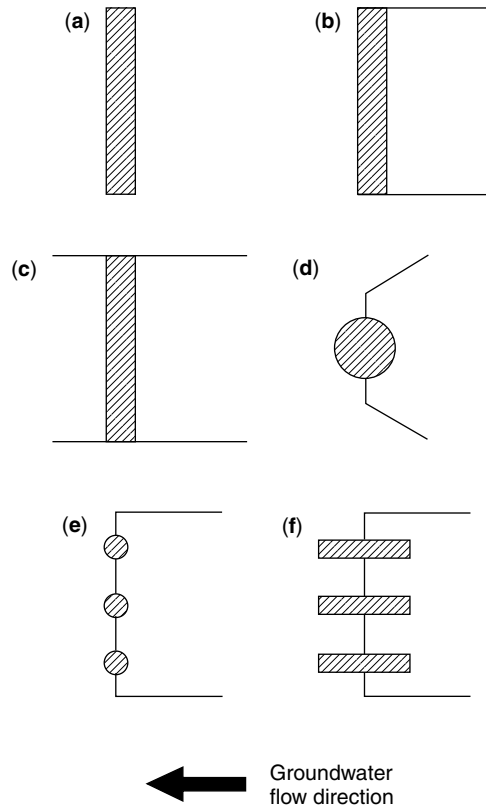 (a)
(b)
(c)
(d)
(e)
(f)
Groundwater
flow direction